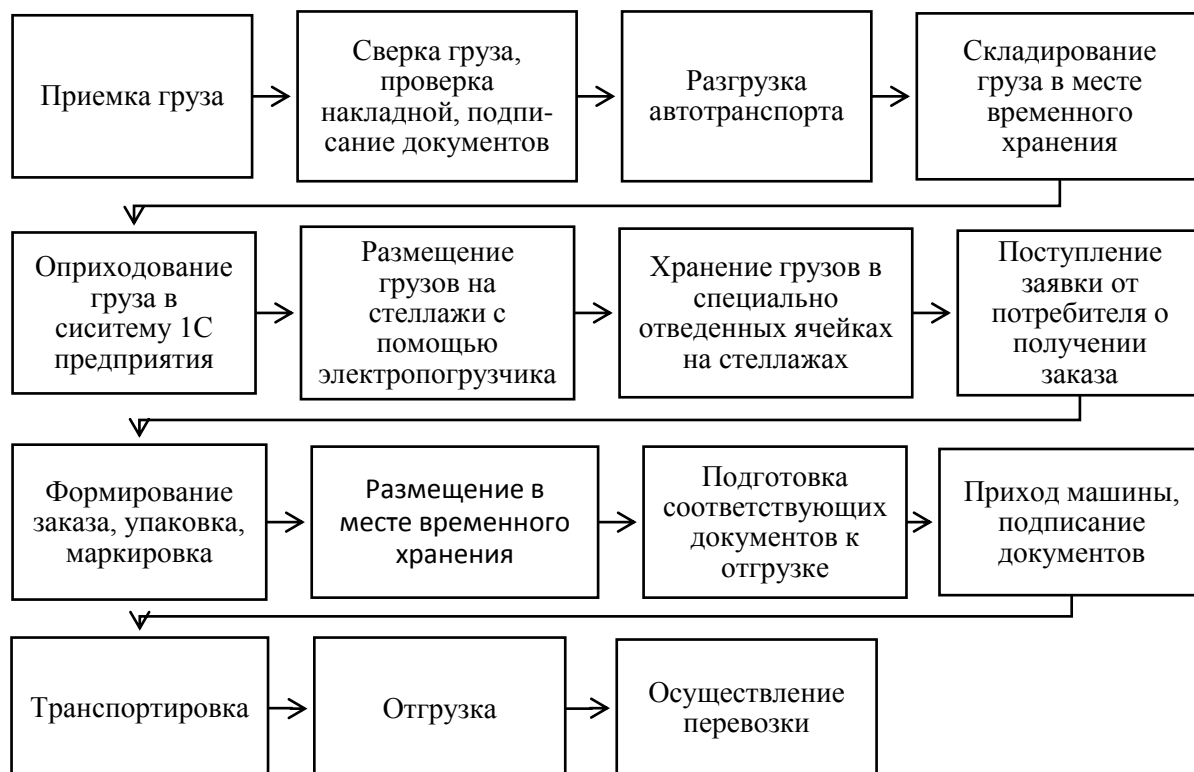 Приемка груза
Сверка груза,
проверка
накладной, подпи-
сание документов
Разгрузка
автотранспорта
Складирование
груза в месте
временного
хранения
Оприходование
груза в
сиситему 1С
предприятия
Размещение
грузов на
стеллажи с
помощью
электропогрузчика
Хранение грузов в
специально
отведенных ячейках
на стеллажах
Поступление
заявки от
потребителя о
получении
заказа
Формирование
заказа, упаковка,
маркировка
Размещение в
месте временного
хранения
Подготовка
соответствующих
документов к
отгрузке
Приход машины,
подписание
документов
Транспортировка
Отгрузка
Осуществление
перевозки